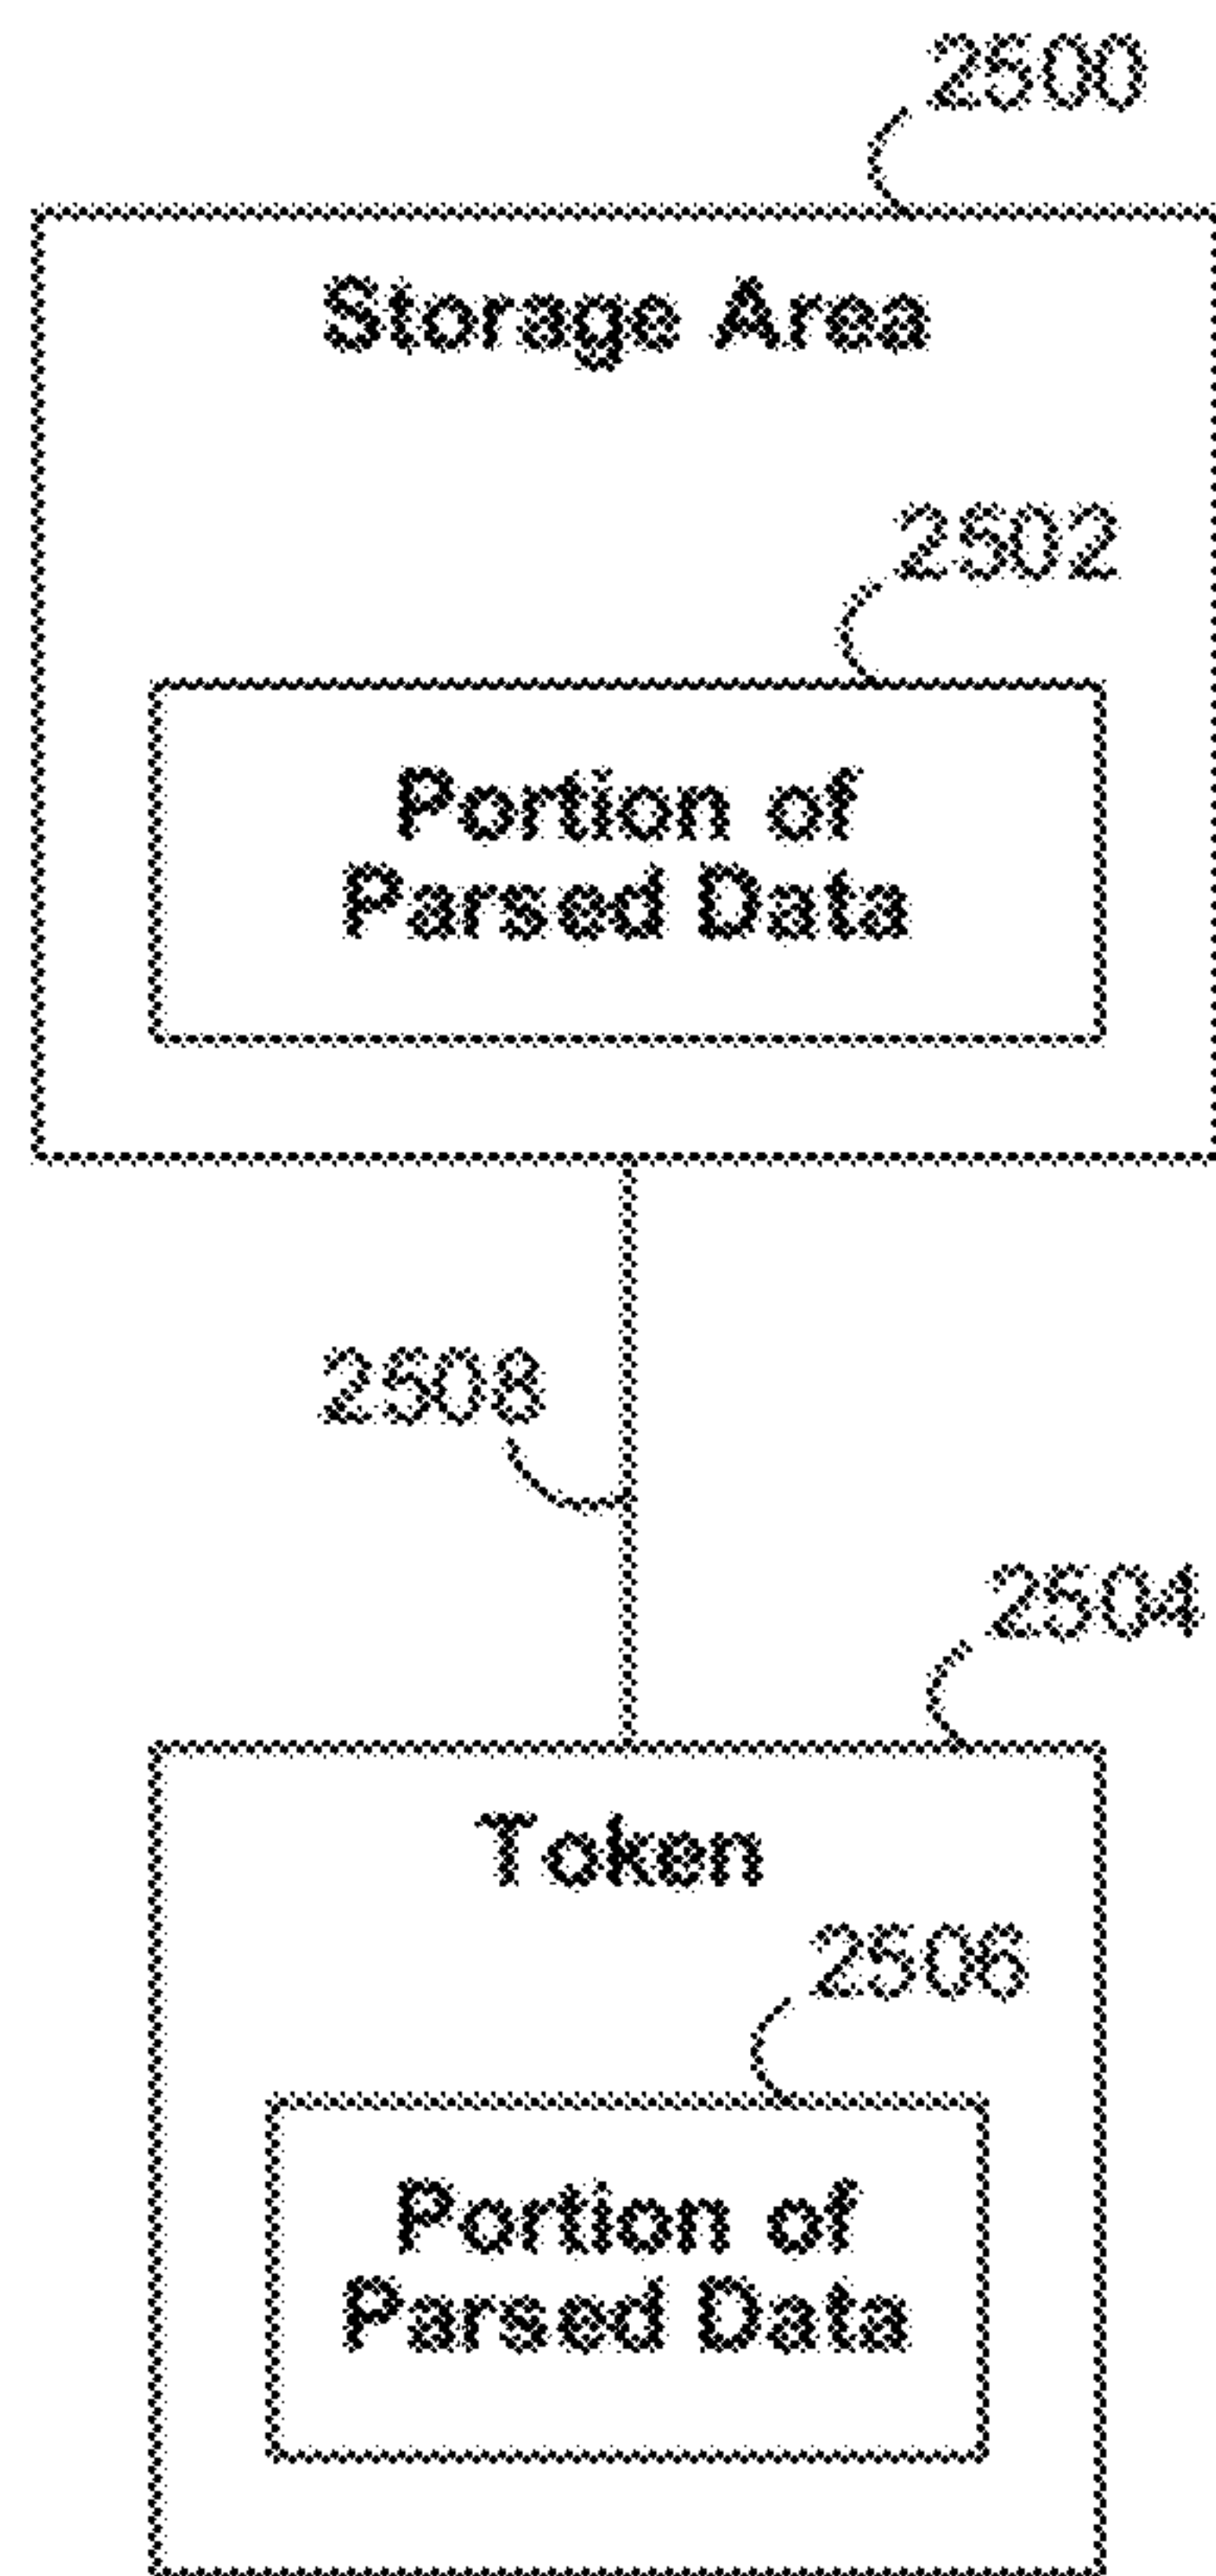 2500
Storage Area
2502
Portion of
Parsed Data
2508
2504
Token
2506
Portion of
Parsed Data